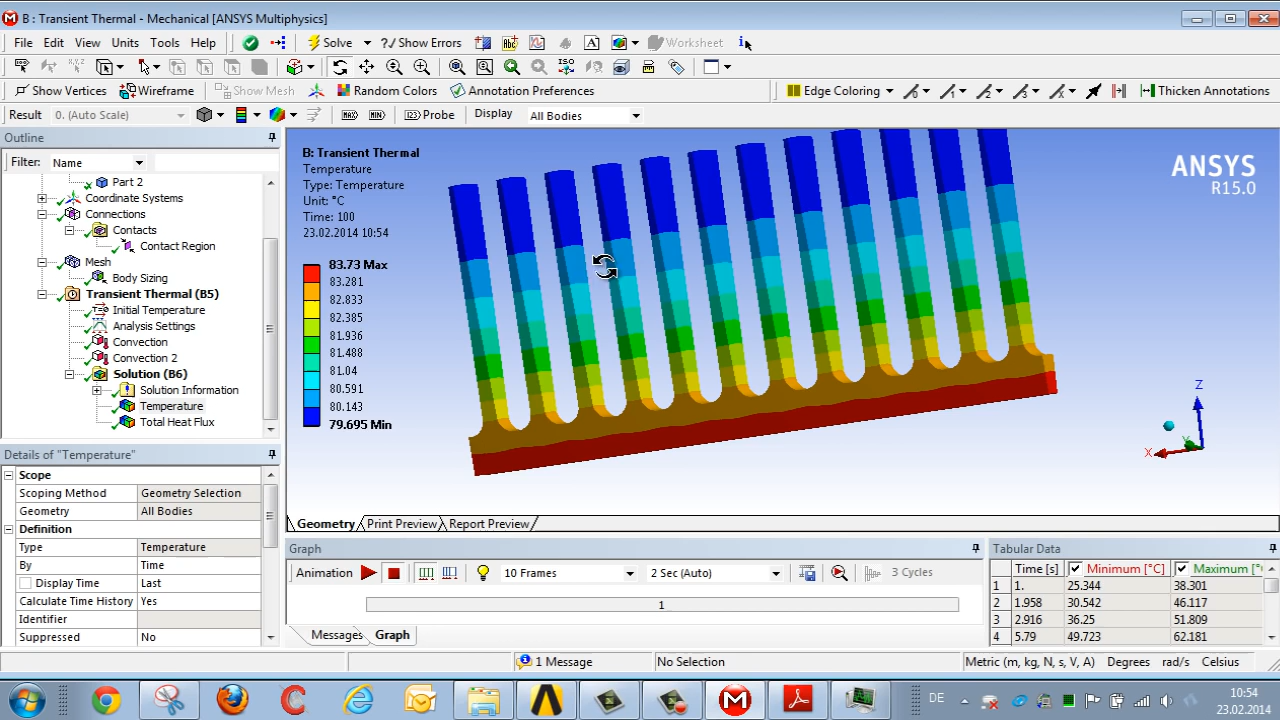 B : Transient Thermal - Mechanical [ANSYS Multiphysics]
File Edit View Units Tools Help Solve ?/ Show Errors Worksheet
Show Vertices Wireframe Show Mesh Random Colors Annotation Preferences Edge Coloring Thicken Annotations
Result 0. (Auto Scale) MAX MIN 123 Probe Display All Bodies
Outline
Filter: Name
Part 2
Coordinate Systems
Connections
Contacts
Contact Region
Mesh
Body Sizing
Transient Thermal (B5)
Initial Temperature
Analysis Settings
Convection
Convection 2
Solution (B6)
Solution Information
Temperature
Total Heat Flux
Details of "Temperature"
Scope
Scoping Method Geometry Selection
Geometry All Bodies
Definition
Type Temperature
By Time
Display Time Last
Calculate Time History Yes
Identifier
Suppressed No
B: Transient Thermal
Temperature
Type: Temperature
Unit: °C
Time: 100
23.02.2014 10:54
83.73 Max
83.281
82.833
82.385
81.936
81.488
81.04
80.591
80.143
79.695 Min
ANSYS
R15.0
Z
X
Y
Geometry Print Preview Report Preview
Graph
Animation 10 Frames 2 Sec (Auto) 3 Cycles
1
Messages Graph
Tabular Data
Time [s] Minimum [°C] Maximum [°C]
1 1. 25.344 38.301
2 1.958 30.542 46.117
3 2.916 36.25 51.809
4 5.79 49.723 62.181
1 Message No Selection Metric (m, kg, N, s, V, A) Degrees rad/s Celsius
DE 10:54
23.02.2014